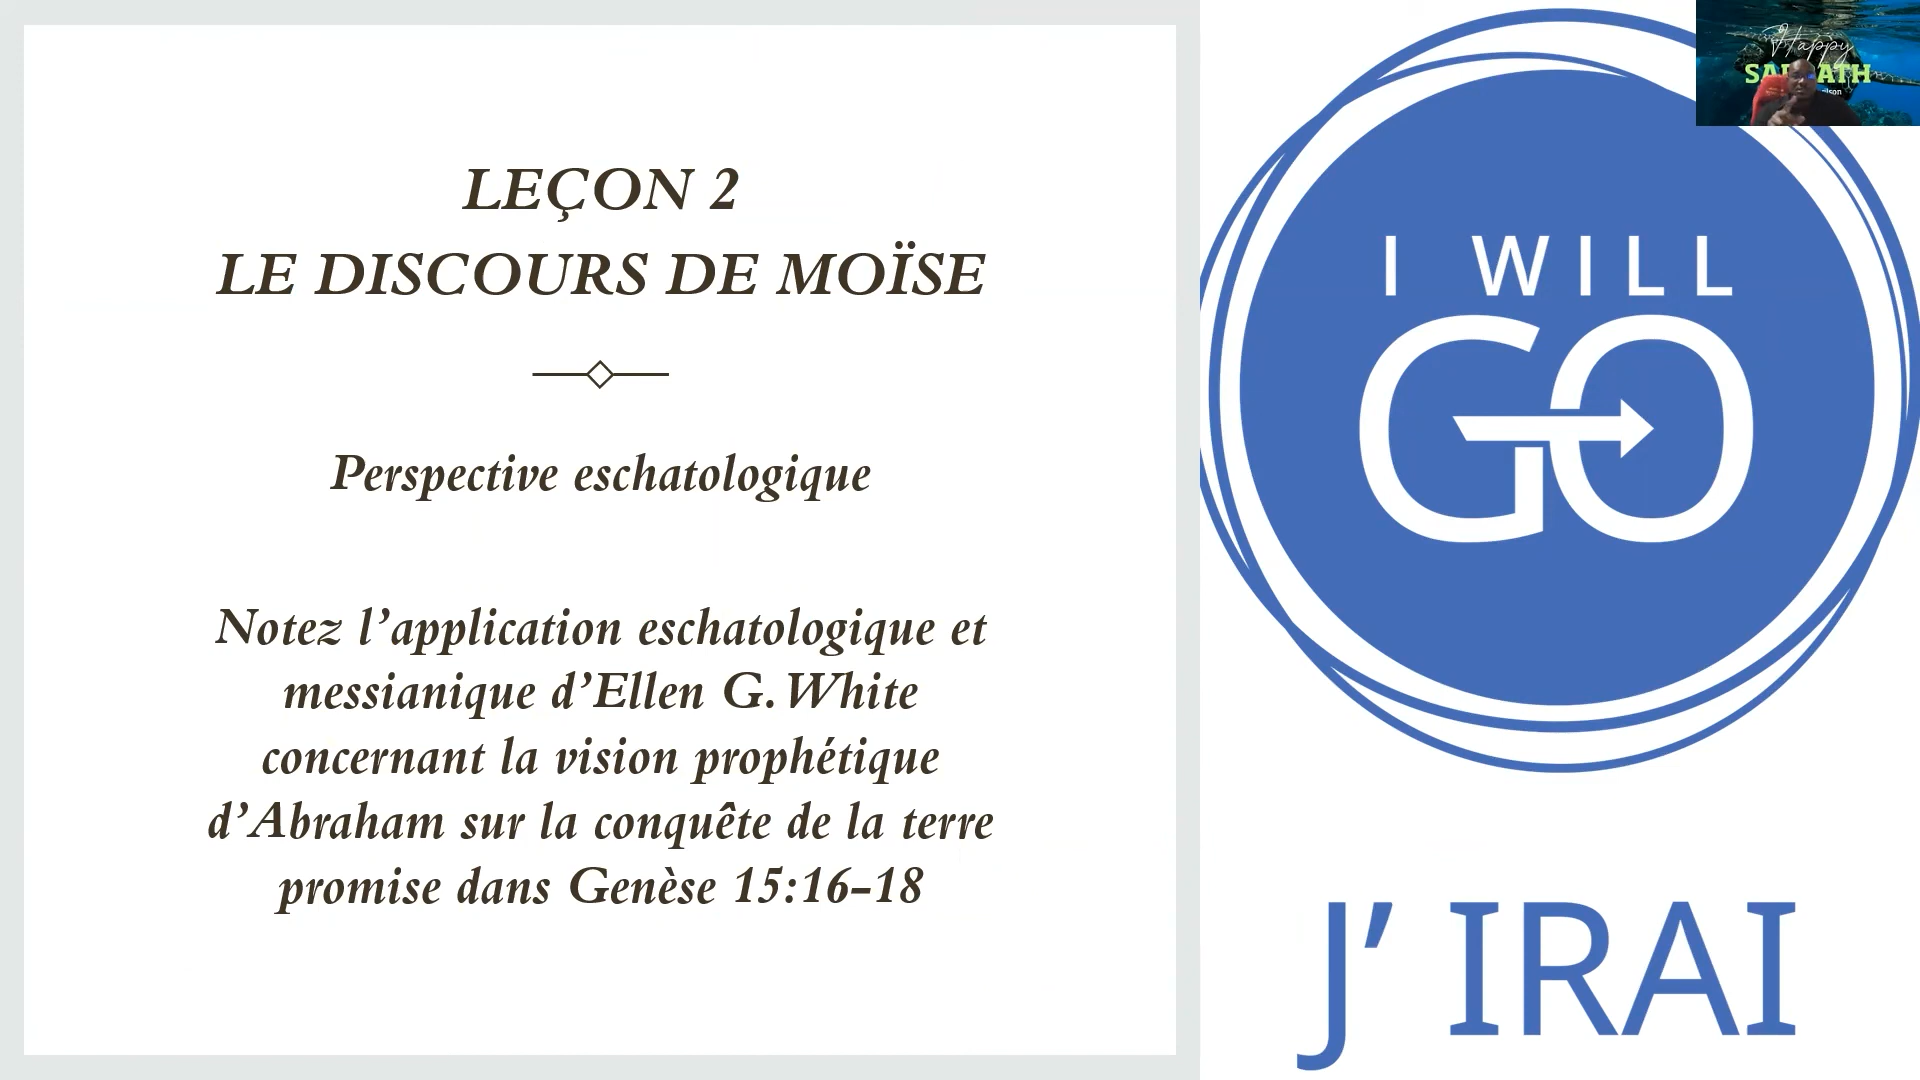 LEÇON 2
LE DISCOURS DE MOÏSE
Perspective eschatologique
Notez l’application eschatologique et
messianique d’Ellen G. White
concernant la vision prophétique
d’Abraham sur la conquête de la terre
promise dans Genèse 15:16–18
I WILL
GO
J’ IRAI
Happy